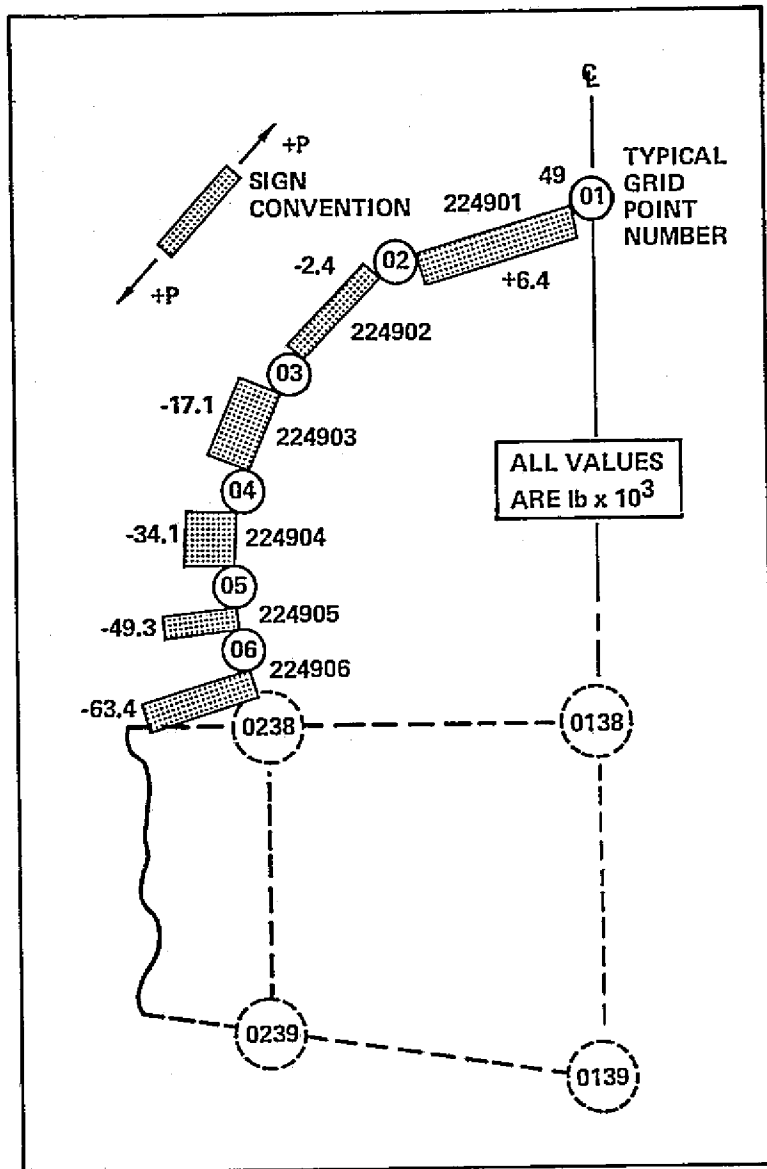 ℄
+P
SIGN
CONVENTION
+P
TYPICAL
GRID
POINT
NUMBER
49
01
224901
+6.4
02
-2.4
224902
03
-17.1
224903
04
ALL VALUES
ARE lb x 10³
-34.1
224904
05
-49.3
224905
06
224906
-63.4
0238
0138
0239
0139